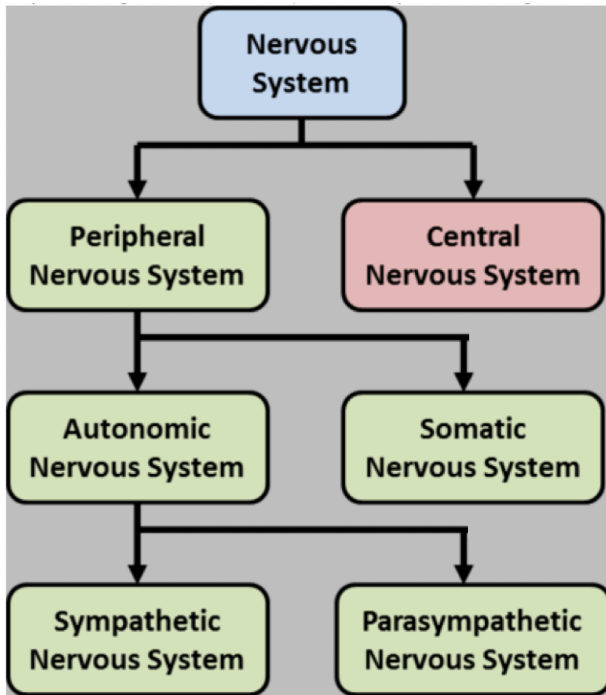 Nervous
System
Peripheral
Nervous System
Central
Nervous System
Autonomic
Nervous System
Somatic
Nervous System
Sympathetic
Nervous System
Parasympathetic
Nervous System